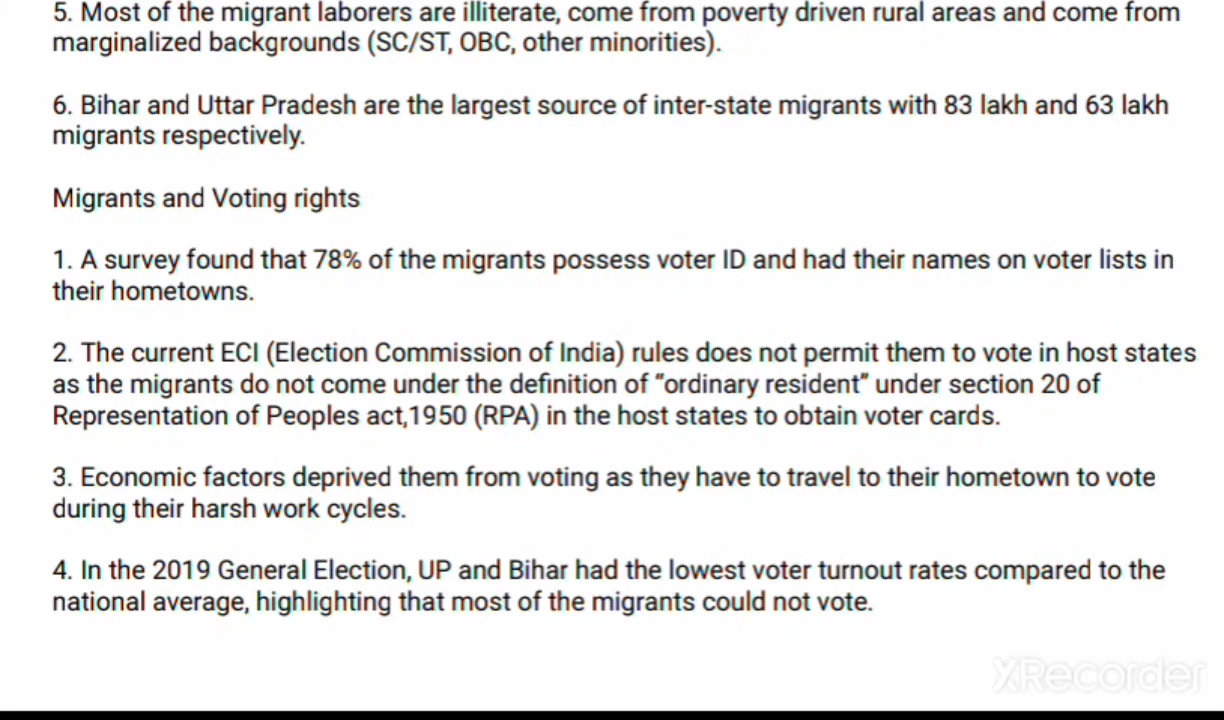 5. Most of the migrant laborers are illiterate, come from poverty driven rural areas and come from
marginalized backgrounds (SC/ST, OBC, other minorities).
6. Bihar and Uttar Pradesh are the largest source of inter-state migrants with 83 lakh and 63 lakh
migrants respectively.
Migrants and Voting rights
1. A survey found that 78% of the migrants possess voter ID and had their names on voter lists in
their hometowns.
2. The current ECI (Election Commission of India) rules does not permit them to vote in host states
as the migrants do not come under the definition of “ordinary resident” under section 20 of
Representation of Peoples act,1950 (RPA) in the host states to obtain voter cards.
3. Economic factors deprived them from voting as they have to travel to their hometown to vote
during their harsh work cycles.
4. In the 2019 General Election, UP and Bihar had the lowest voter turnout rates compared to the
national average, highlighting that most of the migrants could not vote.
XRecorder